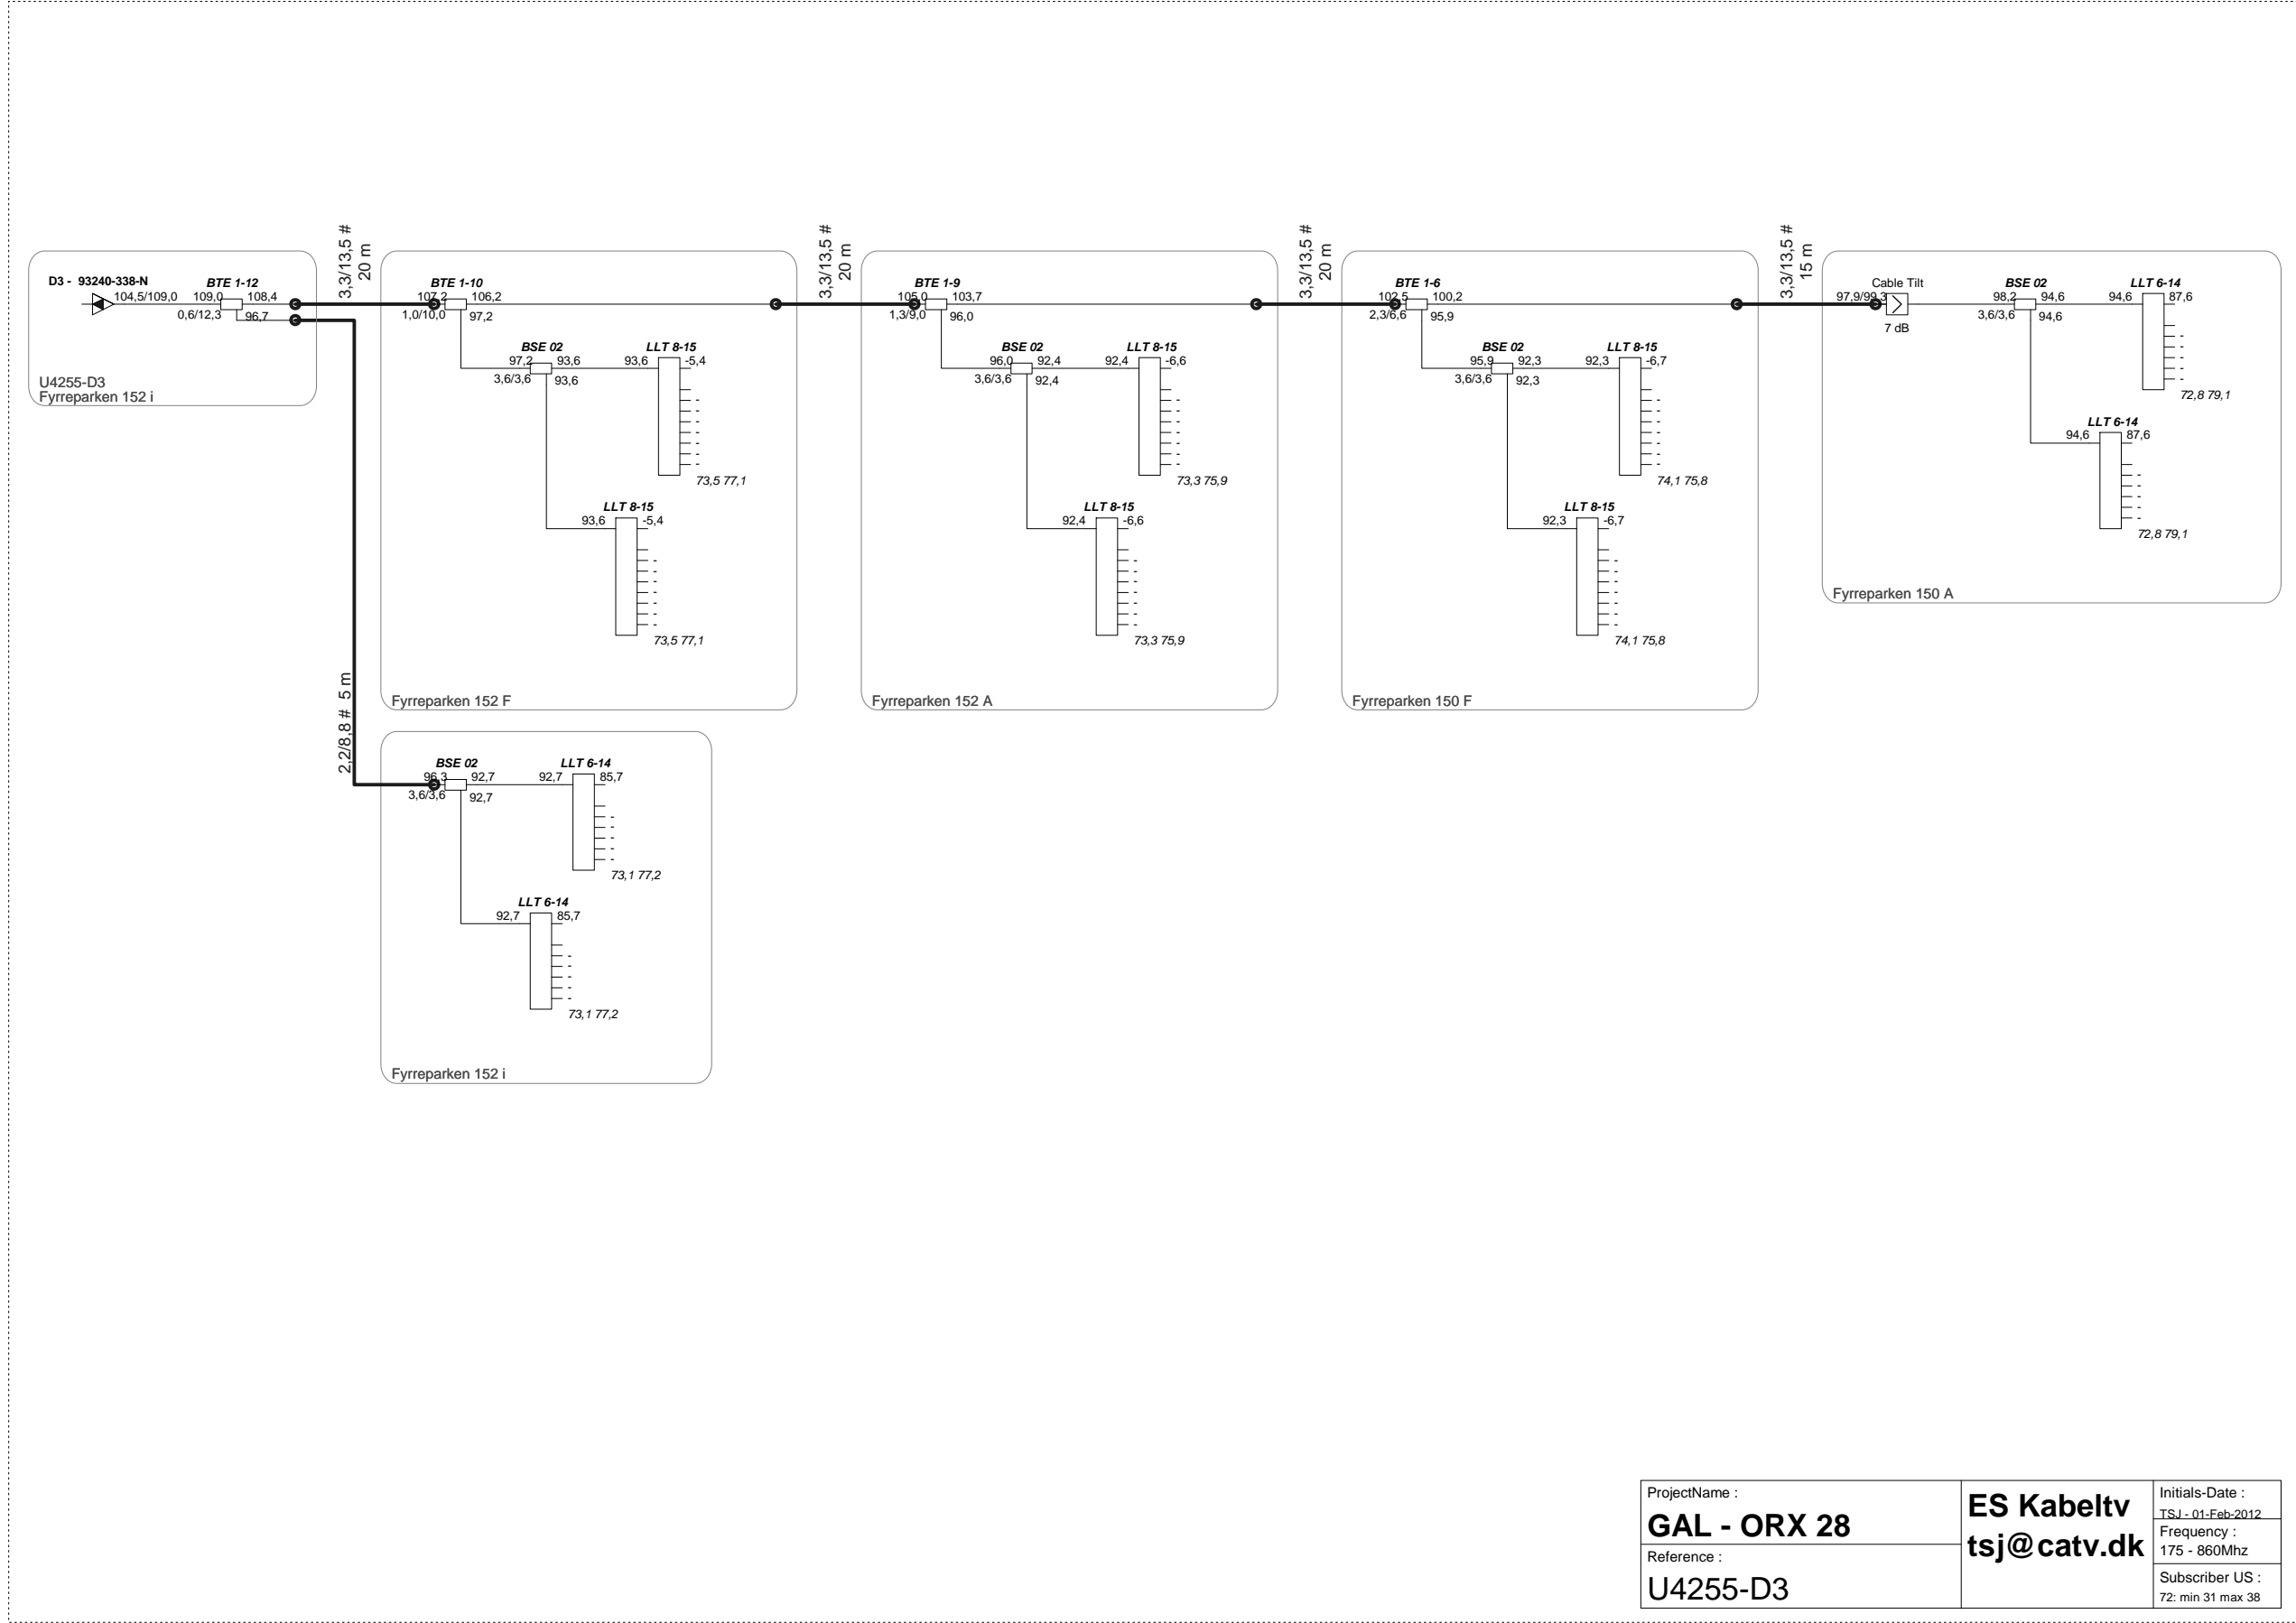 3,3/13,5 #
20 m
3,3/13,5 #
20 m
3,3/13,5 #
20 m
3,3/13,5 #
15 m
D3 - 93240-338-N
BTE 1-12
104,5/109,0
109,0
108,4
0,6/12,3
96,7
U4255-D3
Fyrreparken 152 i
BTE 1-10
107,2
106,2
1,0/10,0
97,2
BSE 02
97,2
93,6
3,6/3,6
93,6
LLT 8-15
93,6
-5,4
73,5 77,1
LLT 8-15
93,6
-5,4
73,5 77,1
Fyrreparken 152 F
BTE 1-9
105,0
103,7
1,3/9,0
96,0
BSE 02
96,0
92,4
3,6/3,6
92,4
LLT 8-15
92,4
-6,6
73,3 75,9
LLT 8-15
92,4
-6,6
73,3 75,9
Fyrreparken 152 A
BTE 1-6
102,5
100,2
2,3/6,6
95,9
BSE 02
95,9
92,3
3,6/3,6
92,3
LLT 8-15
92,3
-6,7
74,1 75,8
LLT 8-15
92,3
-6,7
74,1 75,8
Fyrreparken 150 F
Cable Tilt
97,9/99,3
7 dB
BSE 02
98,2
94,6
3,6/3,6
94,6
LLT 6-14
94,6
87,6
72,8 79,1
LLT 6-14
94,6
87,6
72,8 79,1
Fyrreparken 150 A
2,2/8,8 # 5 m
BSE 02
96,3
92,7
3,6/3,6
92,7
LLT 6-14
92,7
85,7
73,1 77,2
LLT 6-14
92,7
85,7
73,1 77,2
Fyrreparken 152 i
ProjectName :
GAL - ORX 28
Reference :
U4255-D3
ES Kabeltv
tsj@catv.dk
Initials-Date :
TSJ - 01-Feb-2012
Frequency :
175 - 860Mhz
Subscriber US :
72: min 31 max 38